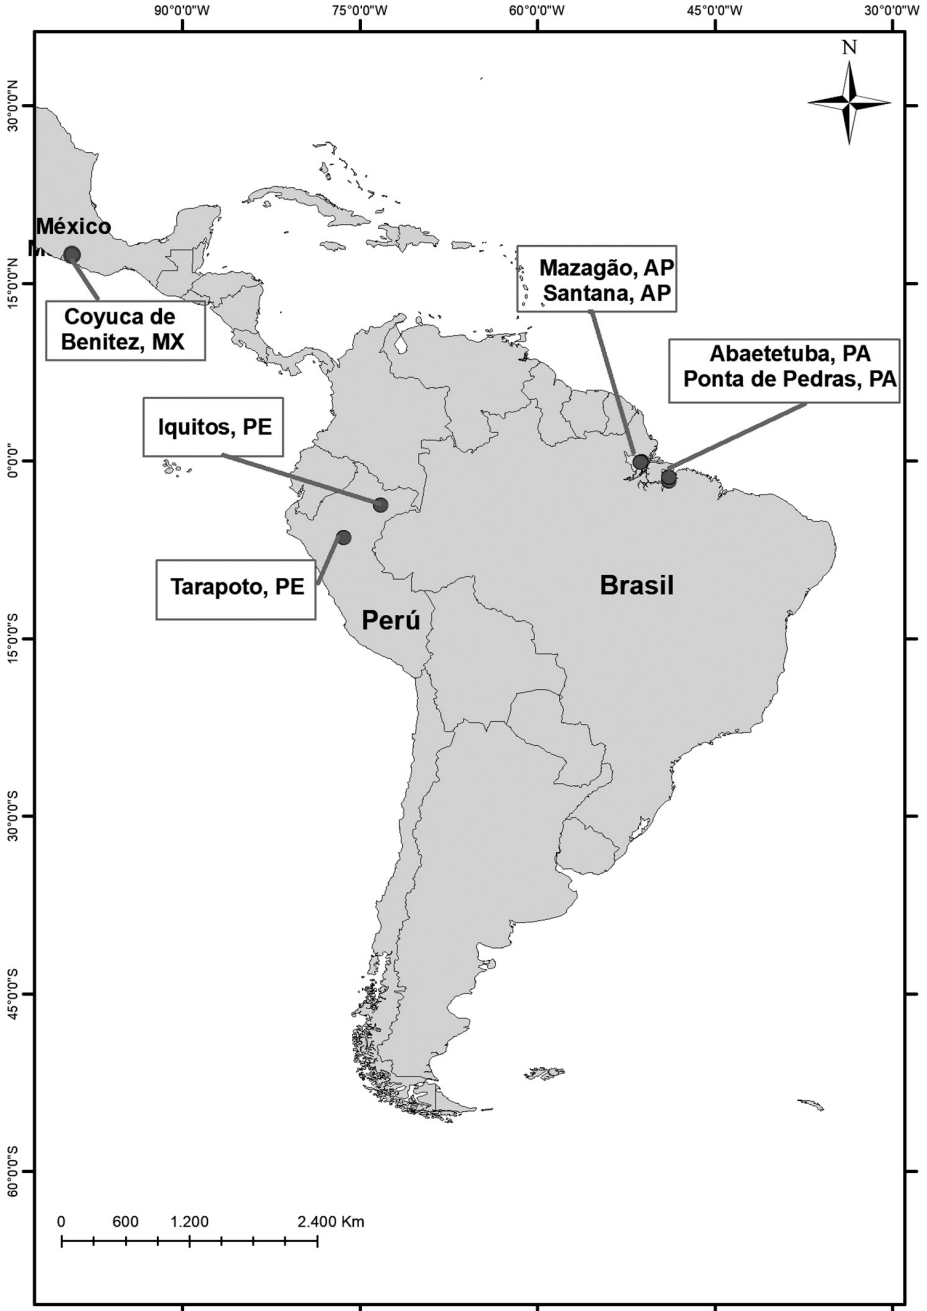 90°0'0"W 75°0'0"W 60°0'0"W 45°0'0"W 30°0'0"W
N
30°0'0"N
México
M
15°0'0"N
Mazagão, AP
Santana, AP
Coyuca de
Benitez, MX
Abaetetuba, PA
Ponta de Pedras, PA
Iquitos, PE
0°0'0"
Tarapoto, PE
Brasil
Perú
15°0'0"S
30°0'0"S
45°0'0"S
60°0'0"S
0 600 1.200 2.400 Km